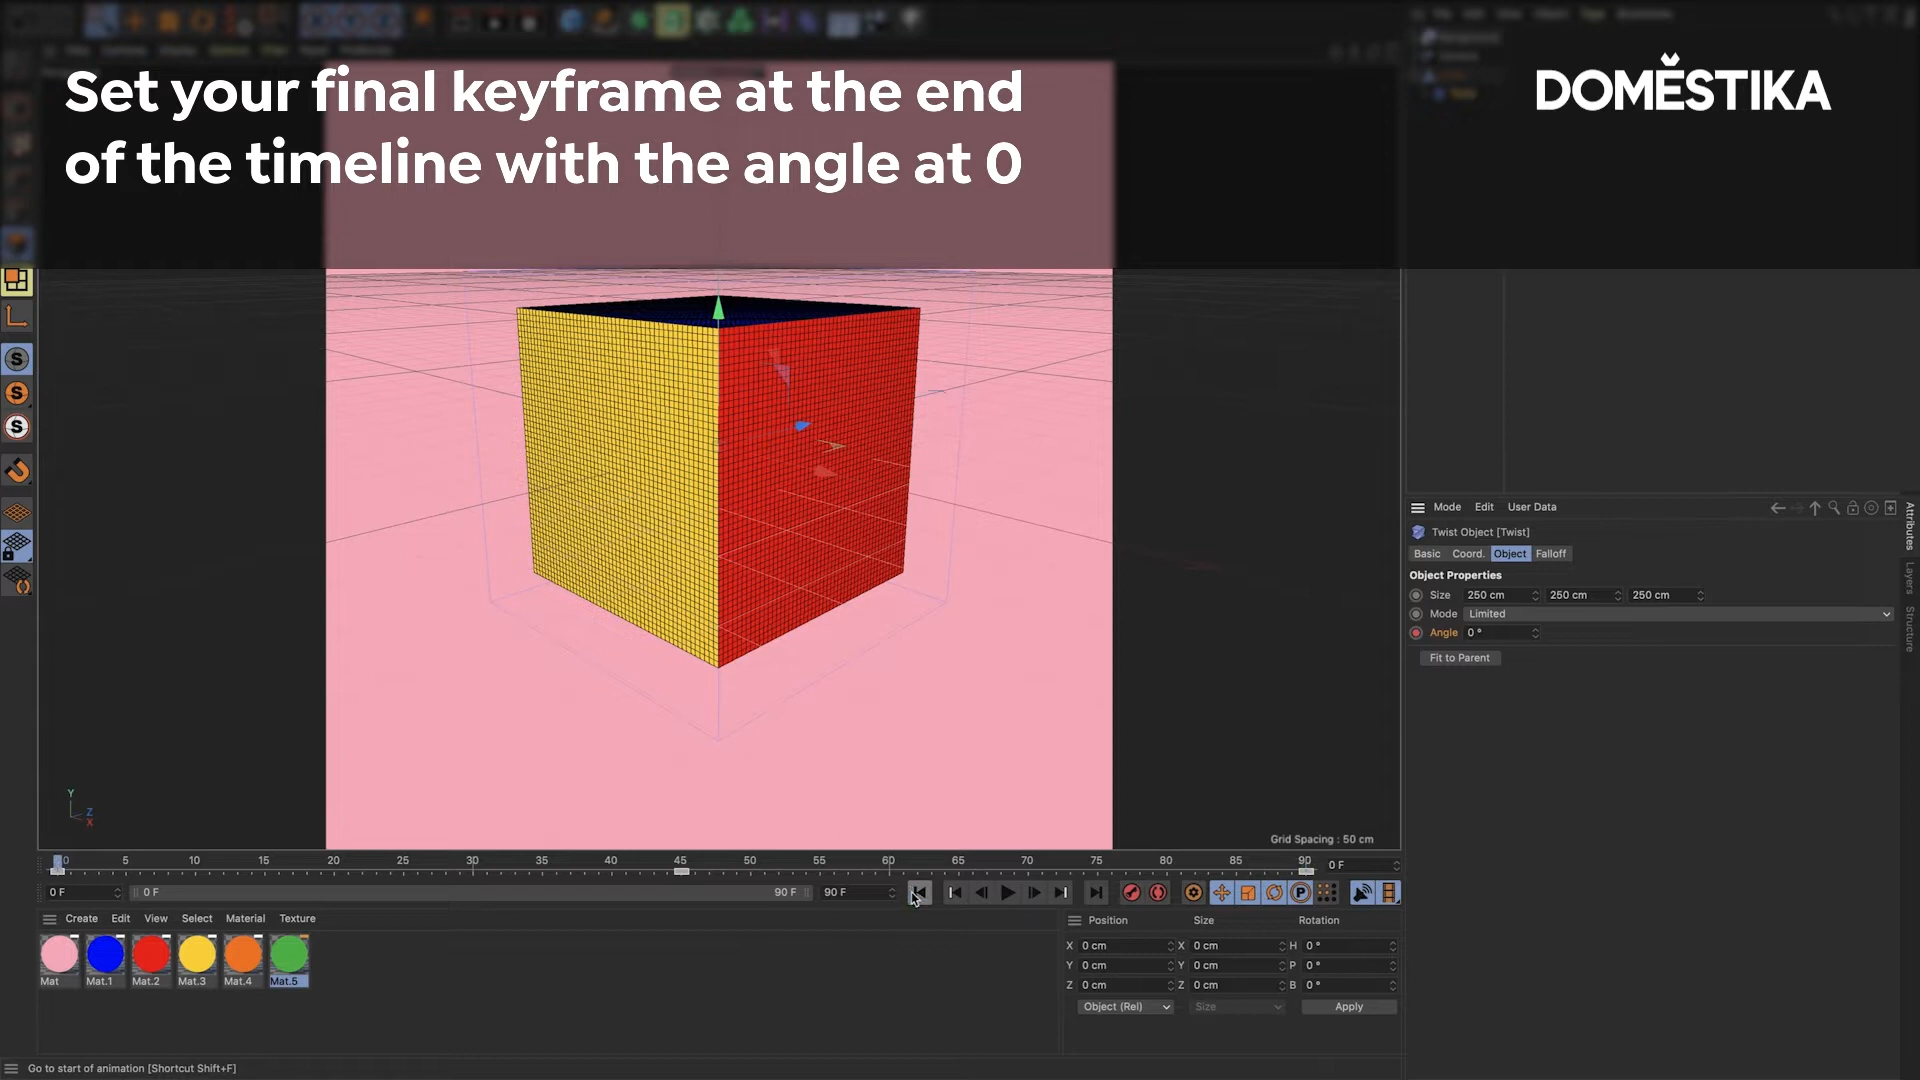 Set your final keyframe at the end
of the timeline with the angle at 0
DOMĔSTIKA
Mode Edit User Data
Twist Object [Twist]
Basic Coord. Object Falloff
Object Properties
Size 250 cm 250 cm 250 cm
Mode Limited
Angle 0 °
Fit to Parent
Attributes
Layers
Structure
S
S
S
Y
Z
X
Grid Spacing : 50 cm
0 5 10 15 20 25 30 35 40 45 50 55 60 65 70 75 80 85 90 0 F
0 F 0 F 90 F 90 F P
Create Edit View Select Material Texture
Mat Mat.1 Mat.2 Mat.3 Mat.4 Mat.5
Position Size Rotation
X 0 cm X 0 cm H 0 °
Y 0 cm Y 0 cm P 0 °
Z 0 cm Z 0 cm B 0 °
Object (Rel) Size Apply
Go to start of animation [Shortcut Shift+F]